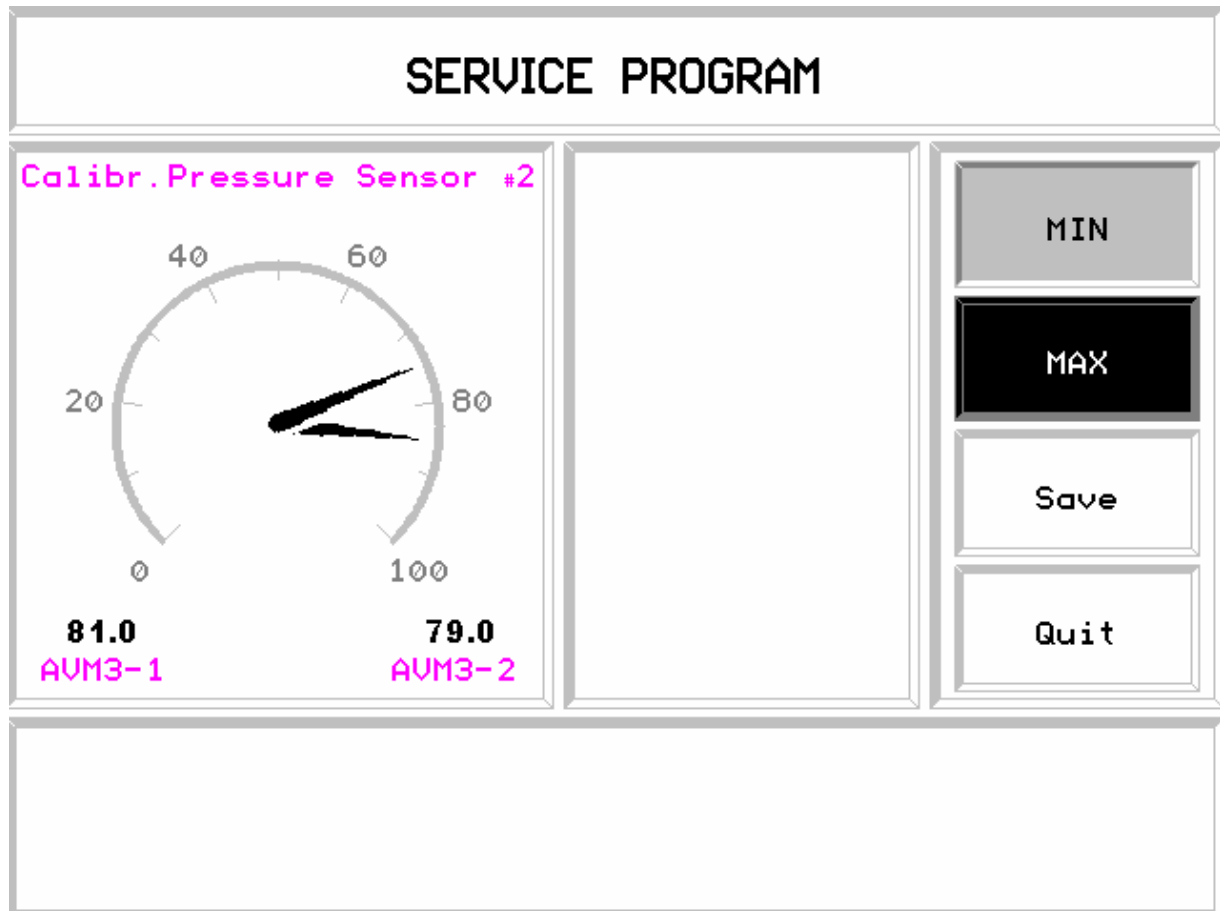 SERVICE PROGRAM
Calibr.Pressure Sensor #2
40 60
20 80
0 100
81.0 79.0
AVM3-1 AVM3-2
MIN
MAX
Save
Quit